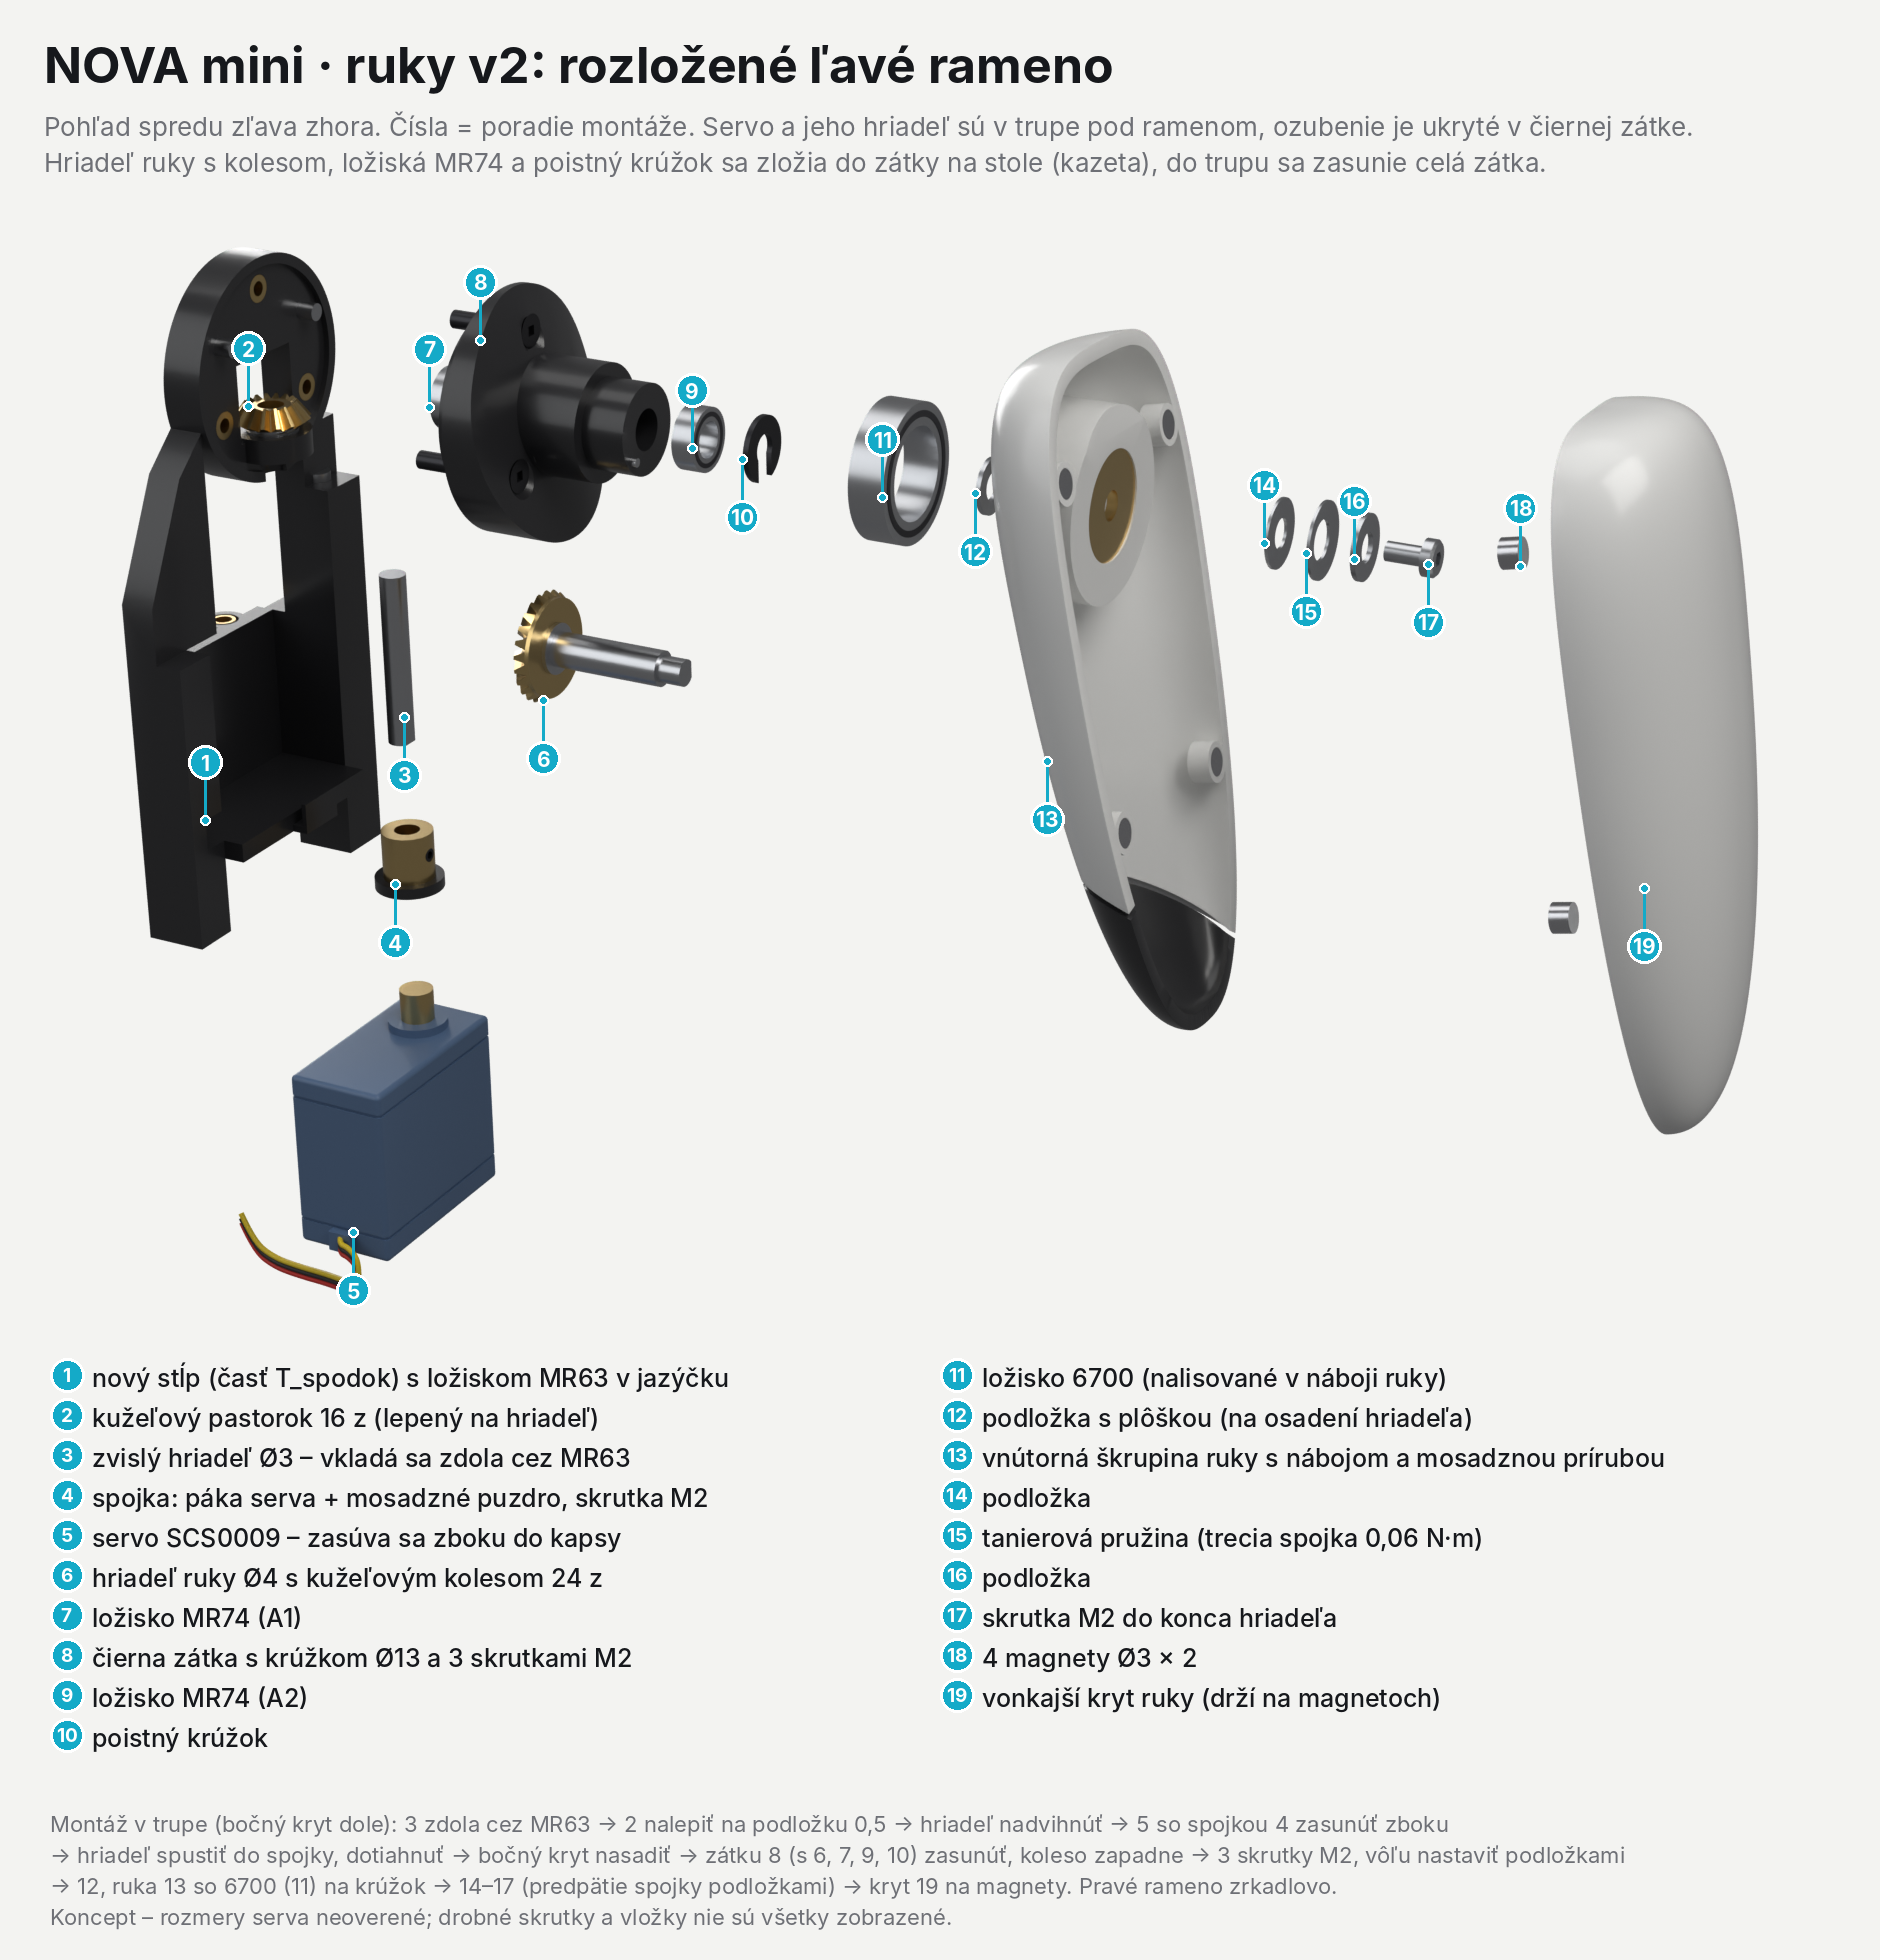 NOVA mini · ruky v2: rozložené ľavé rameno
Pohľad spredu zľava zhora. Čísla = poradie montáže. Servo a jeho hriadeľ sú v trupe pod ramenom, ozubenie je ukryté v čiernej zátke.
Hriadeľ ruky s kolesom, ložiská MR74 a poistný krúžok sa zložia do zátky na stole (kazeta), do trupu sa zasunie celá zátka.
8
2
7
9
11
10
12
14
16
18
15
17
1
3
6
13
4
19
5
1 nový stĺp (časť T_spodok) s ložiskom MR63 v jazýčku
2 kužeľový pastorok 16 z (lepený na hriadeľ)
3 zvislý hriadeľ Ø3 – vkladá sa zdola cez MR63
4 spojka: páka serva + mosadzné puzdro, skrutka M2
5 servo SCS0009 – zasúva sa zboku do kapsy
6 hriadeľ ruky Ø4 s kužeľovým kolesom 24 z
7 ložisko MR74 (A1)
8 čierna zátka s krúžkom Ø13 a 3 skrutkami M2
9 ložisko MR74 (A2)
10 poistný krúžok
11 ložisko 6700 (nalisované v náboji ruky)
12 podložka s plôškou (na osadení hriadeľa)
13 vnútorná škrupina ruky s nábojom a mosadznou prírubou
14 podložka
15 tanierová pružina (trecia spojka 0,06 N·m)
16 podložka
17 skrutka M2 do konca hriadeľa
18 4 magnety Ø3 × 2
19 vonkajší kryt ruky (drží na magnetoch)
Montáž v trupe (bočný kryt dole): 3 zdola cez MR63 → 2 nalepiť na podložku 0,5 → hriadeľ nadvihnúť → 5 so spojkou 4 zasunúť zboku
→ hriadeľ spustiť do spojky, dotiahnuť → bočný kryt nasadiť → zátku 8 (s 6, 7, 9, 10) zasunúť, koleso zapadne → 3 skrutky M2, vôľu nastaviť podložkami
→ 12, ruka 13 so 6700 (11) na krúžok → 14–17 (predpätie spojky podložkami) → kryt 19 na magnety. Pravé rameno zrkadlovo.
Koncept – rozmery serva neoverené; drobné skrutky a vložky nie sú všetky zobrazené.